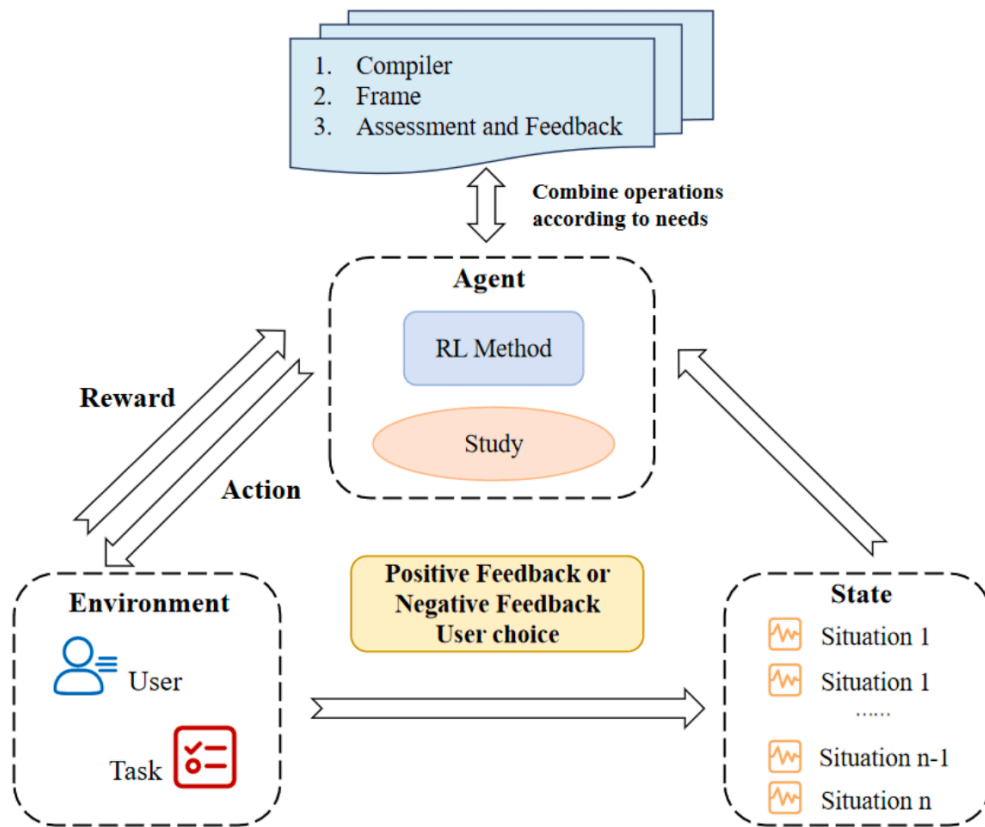 1. Compiler
2. Frame
3. Assessment and Feedback
Combine operations
according to needs
Agent
RL Method
Study
Reward
Action
Environment
User
Task
Positive Feedback or
Negative Feedback
User choice
State
Situation 1
Situation 1
......
Situation n-1
Situation n